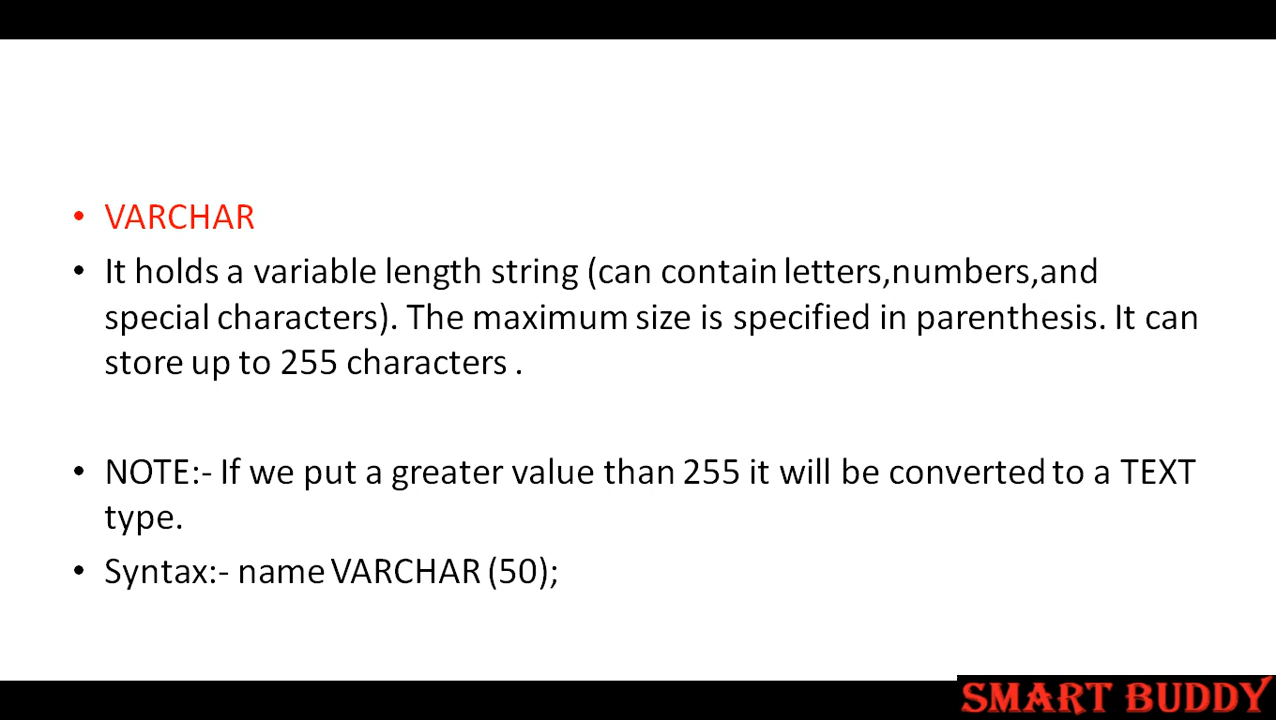 • VARCHAR
• It holds a variable length string (can contain letters,numbers,and
special characters). The maximum size is specified in parenthesis. It can
store up to 255 characters .
• NOTE:- If we put a greater value than 255 it will be converted to a TEXT
type.
• Syntax:- name VARCHAR (50);
SMART BUDDY